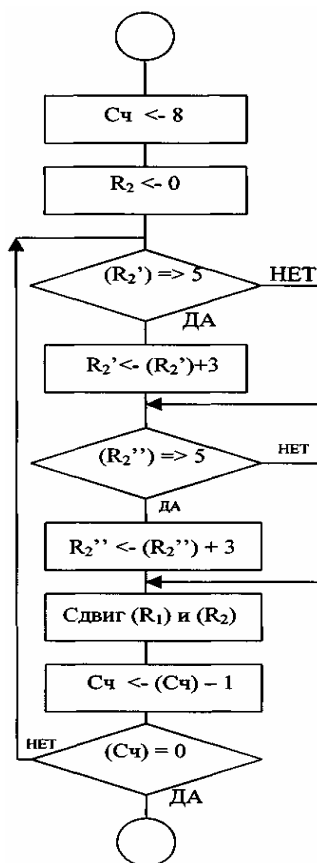 Сч <- 8
R₂ <- 0
(R₂') => 5
НЕТ
ДА
R₂'<- (R₂')+3
(R₂'') => 5
НЕТ
ДА
R₂'' <- (R₂'') + 3
Сдвиг (R₁) и (R₂)
Сч <- (Сч) – 1
НЕТ
(Сч) = 0
ДА